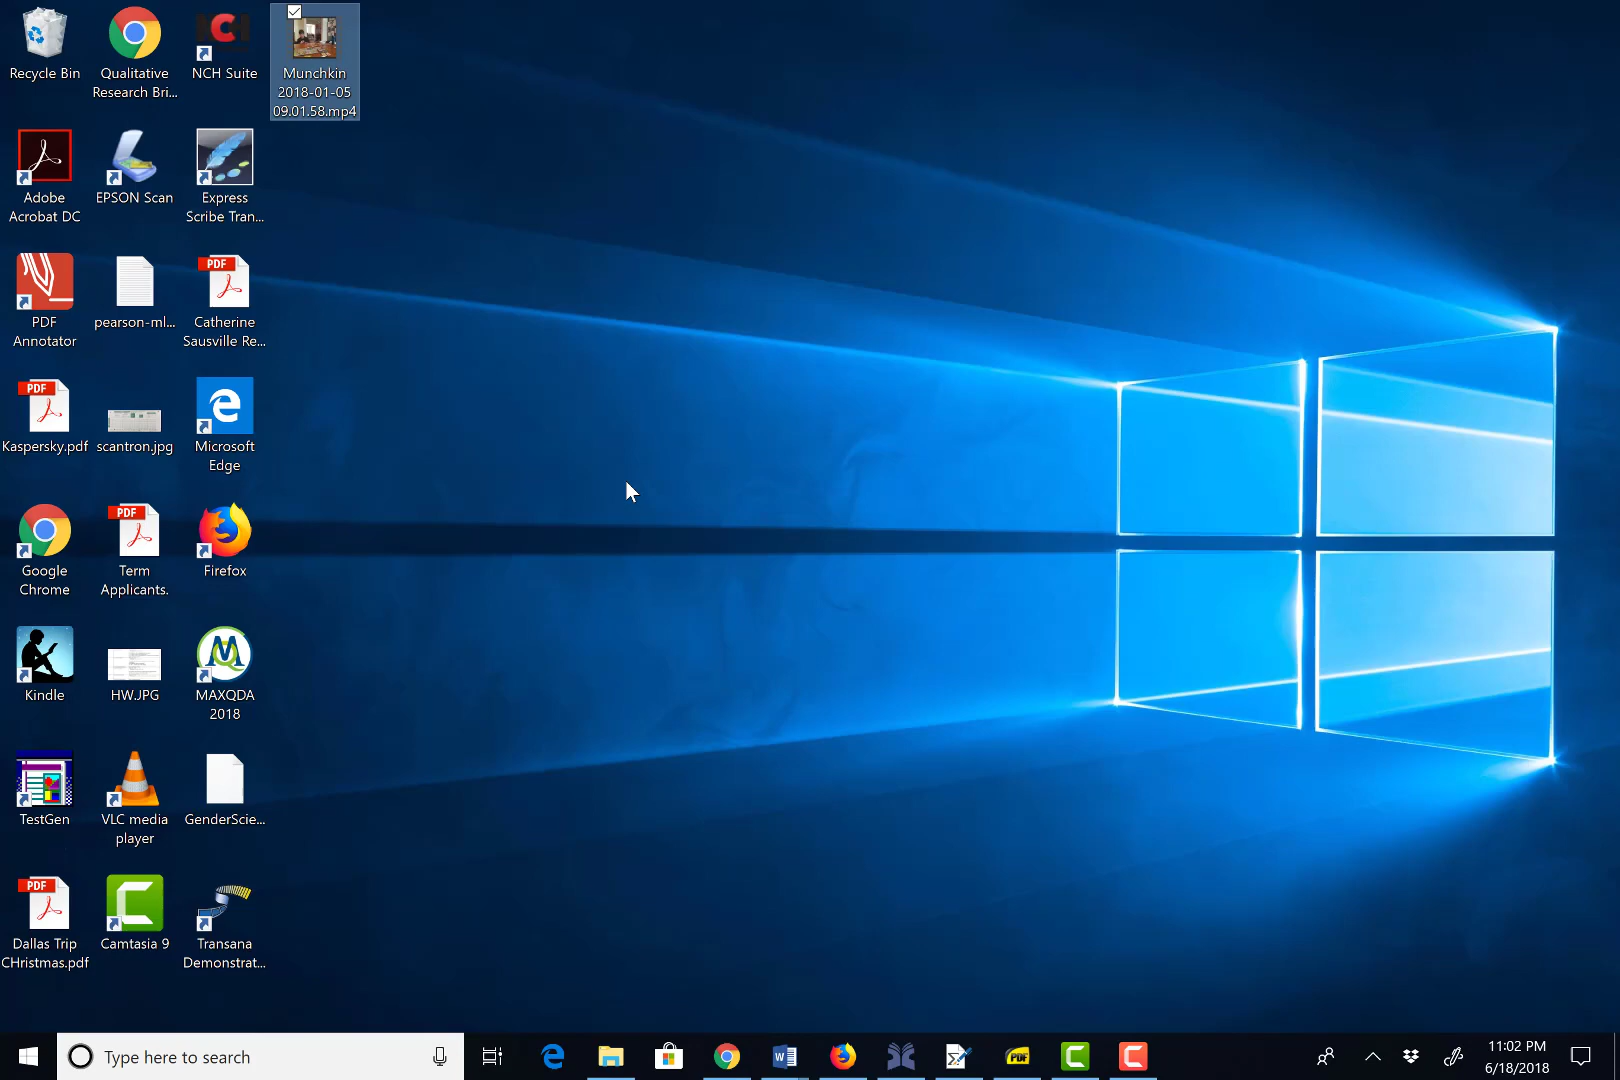 Recycle Bin
Qualitative
Research Bri...
NCH
NCH Suite
Munchkin
2018-01-05
09.01.58.mp4
Adobe
Acrobat DC
EPSON Scan
Express
Scribe Tran...
PDF
Annotator
pearson-ml...
PDF
Catherine
Sausville Re...
PDF
Kaspersky.pdf
scantron.jpg
Microsoft
Edge
Google
Chrome
PDF
Term
Applicants.
Firefox
Kindle
HW.JPG
MAXQDA
2018
TestGen
VLC media
player
GenderScie...
PDF
Dallas Trip
CHristmas.pdf
Camtasia 9
Transana
Demonstrat...
Type here to search
PDF
11:02 PM
6/18/2018